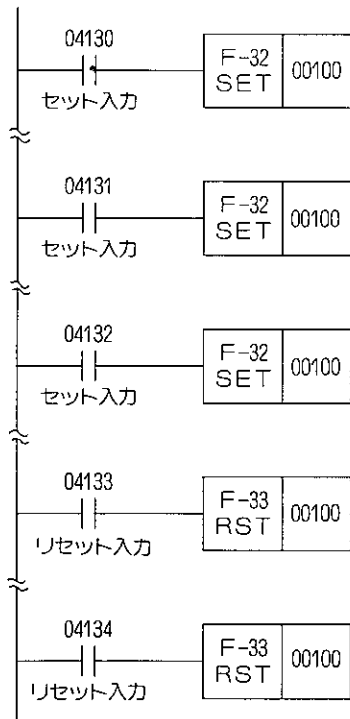 04130
F-32
SET
00100
セット入力
04131
F-32
SET
00100
セット入力
04132
F-32
SET
00100
セット入力
04133
F-33
RST
00100
リセット入力
04134
F-33
RST
00100
リセット入力